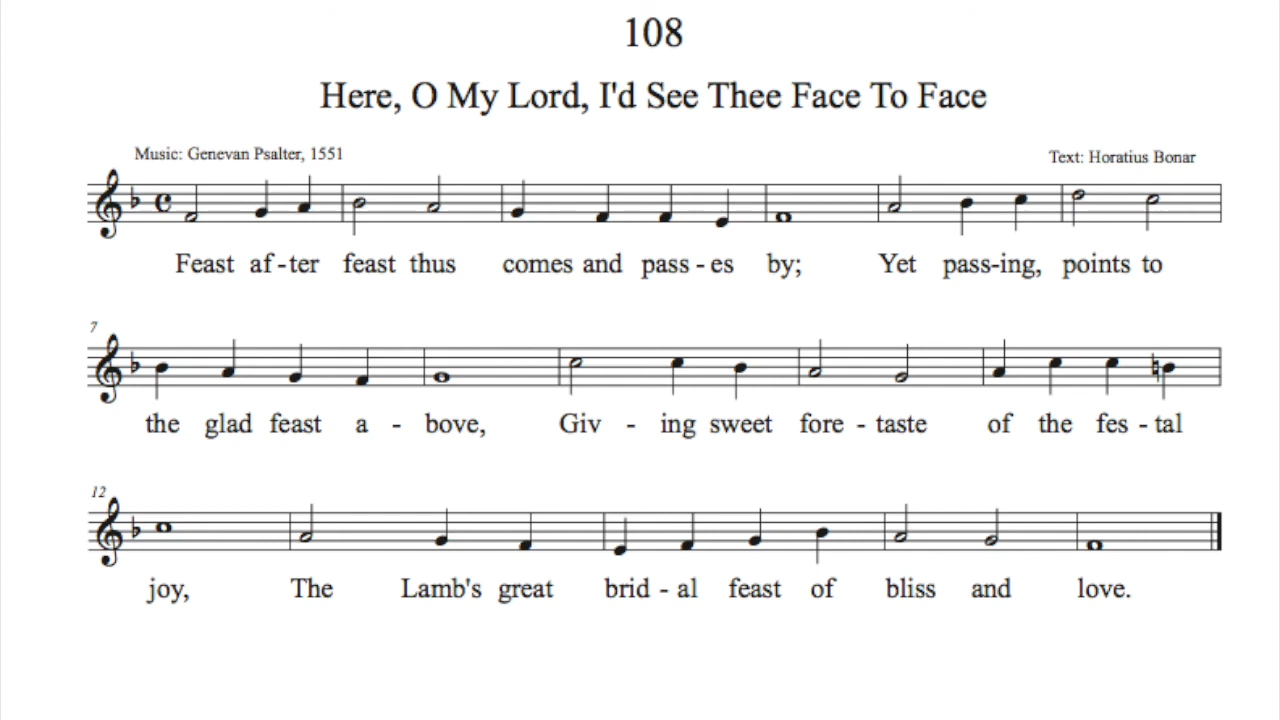 108
Here, O My Lord, I'd See Thee Face To Face
Music: Genevan Psalter, 1551
Text: Horatius Bonar
Feast af-ter feast thus comes and pass-es by; Yet pass-ing, points to
7
the glad feast a - bove, Giv - ing sweet fore - taste of the fes - tal
12
joy, The Lamb's great brid - al feast of bliss and love.